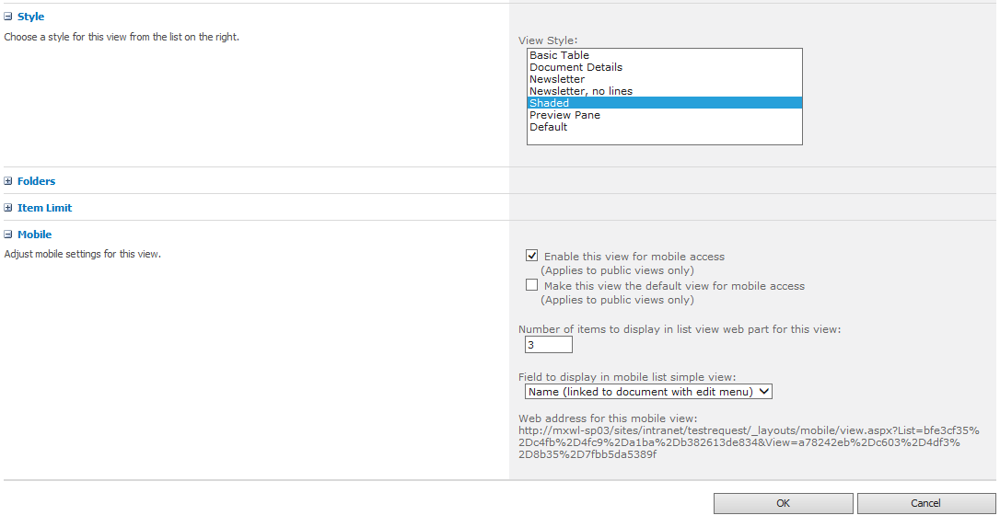 Style
Choose a style for this view from the list on the right.
View Style:
Basic Table
Document Details
Newsletter
Newsletter, no lines
Shaded
Preview Pane
Default
Folders
Item Limit
Mobile
Adjust mobile settings for this view.
Enable this view for mobile access
(Applies to public views only)
Make this view the default view for mobile access
(Applies to public views only)
Number of items to display in list view web part for this view:
3
Field to display in mobile list simple view:
Name (linked to document with edit menu)
Web address for this mobile view:
http://mxwl-sp03/sites/intranet/testrequest/_layouts/mobile/view.aspx?List=bfe3cf35%
2Dc4fb%2D4fc9%2Da1ba%2Db382613de834&View=a78242eb%2Dc603%2D4df3%
2D8b35%2D7fbb5da5389f
OK
Cancel